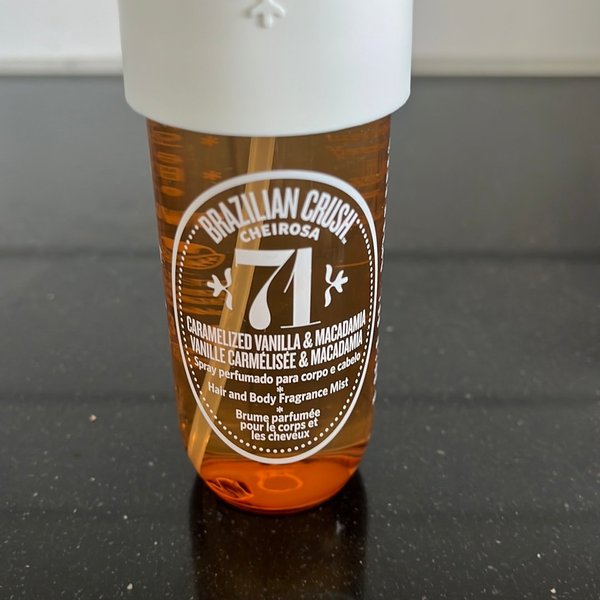 BRAZILIAN CRUSH™
CHEIROSA
71
CARAMELIZED VANILLA & MACADAMIA
VANILLE CARMÉLISÉE & MACADAMIA
Spray perfumado para corpo e cabelo
*
Hair and Body Fragrance Mist
*
Brume parfumée
pour le corps et
les cheveux